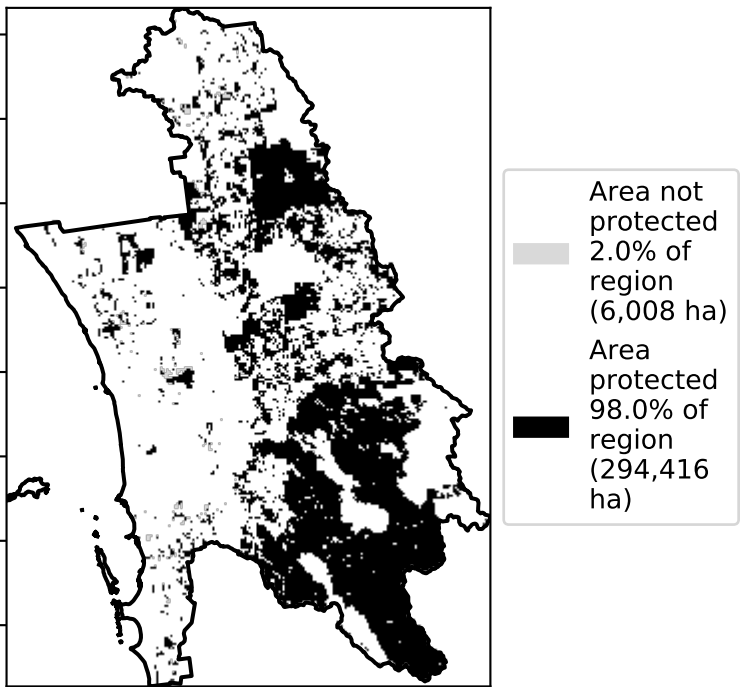 Area not
protected
2.0% of
region
(6,008 ha)
Area
protected
98.0% of
region
(294,416
ha)